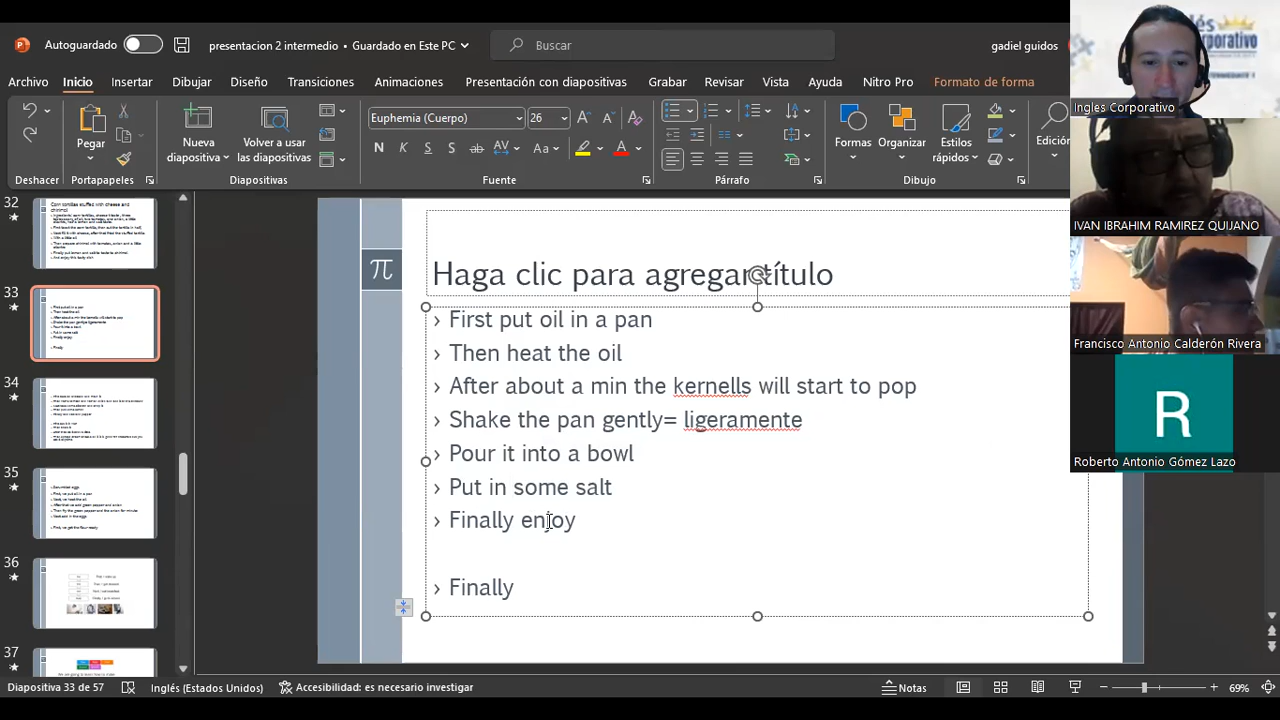 Autoguardado
presentacion 2 intermedio • Guardado en Este PC
Buscar
gadiel guidos
Archivo Inicio Insertar Dibujar Diseño Transiciones Animaciones Presentación con diapositivas Grabar Revisar Vista Ayuda Nitro Pro Formato de forma
Pegar
Nueva diapositiva
Volver a usar las diapositivas
Euphemia (Cuerpo) 26
N K S S ab AV Aa A
Formas Organizar Estilos rápidos Edición
Deshacer Portapapeles Diapositivas Fuente Párrafo Dibujo
32
33
34
35
36
37
π
Haga clic para agregar título
› First put oil in a pan
› Then heat the oil
› After about a min the kernells will start to pop
› Shake the pan gently= ligeramente
› Pour it into a bowl
› Put in some salt
› Finally enjoy
› Finally
Ingles Corporativo
IVAN IBRAHIM RAMIREZ QUIJANO
Francisco Antonio Calderón Rivera
R
Roberto Antonio Gómez Lazo
Diapositiva 33 de 57 Inglés (Estados Unidos) Accesibilidad: es necesario investigar Notas 69%